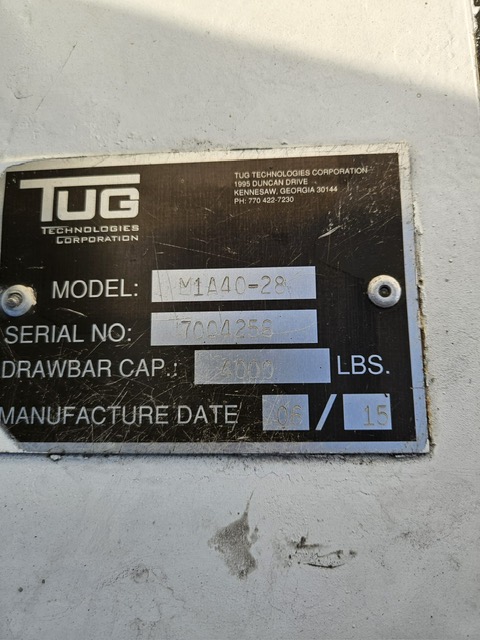 TUG
TECHNOLOGIES
CORPORATION
TUG TECHNOLOGIES CORPORATION
1995 DUNCAN DRIVE
KENNESAW, GEORGIA 30144
PH: 770 422-7230
MODEL: M1A40-28
SERIAL NO:
DRAWBAR CAP.: 4000 LBS.
MANUFACTURE DATE / 15